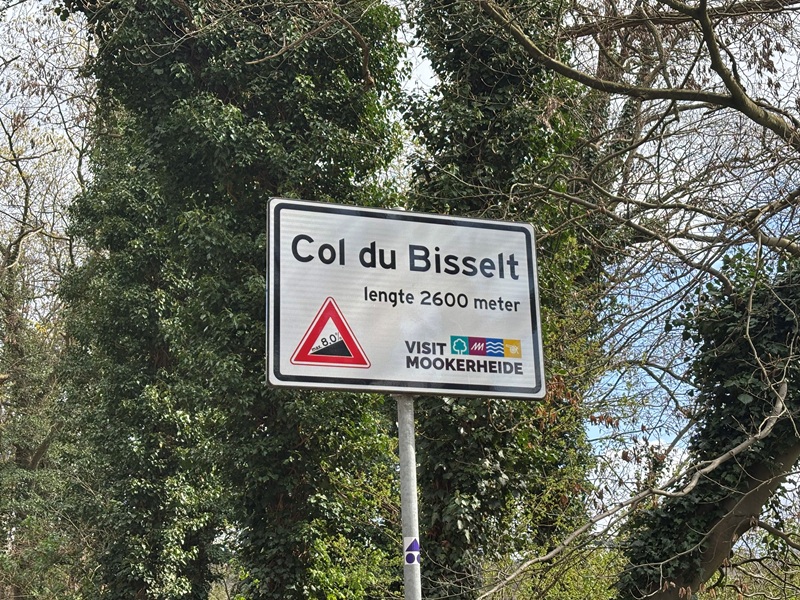 Col du Bisselt
lengte 2600 meter
max 8.0%
VISIT
MOOKERHEIDE